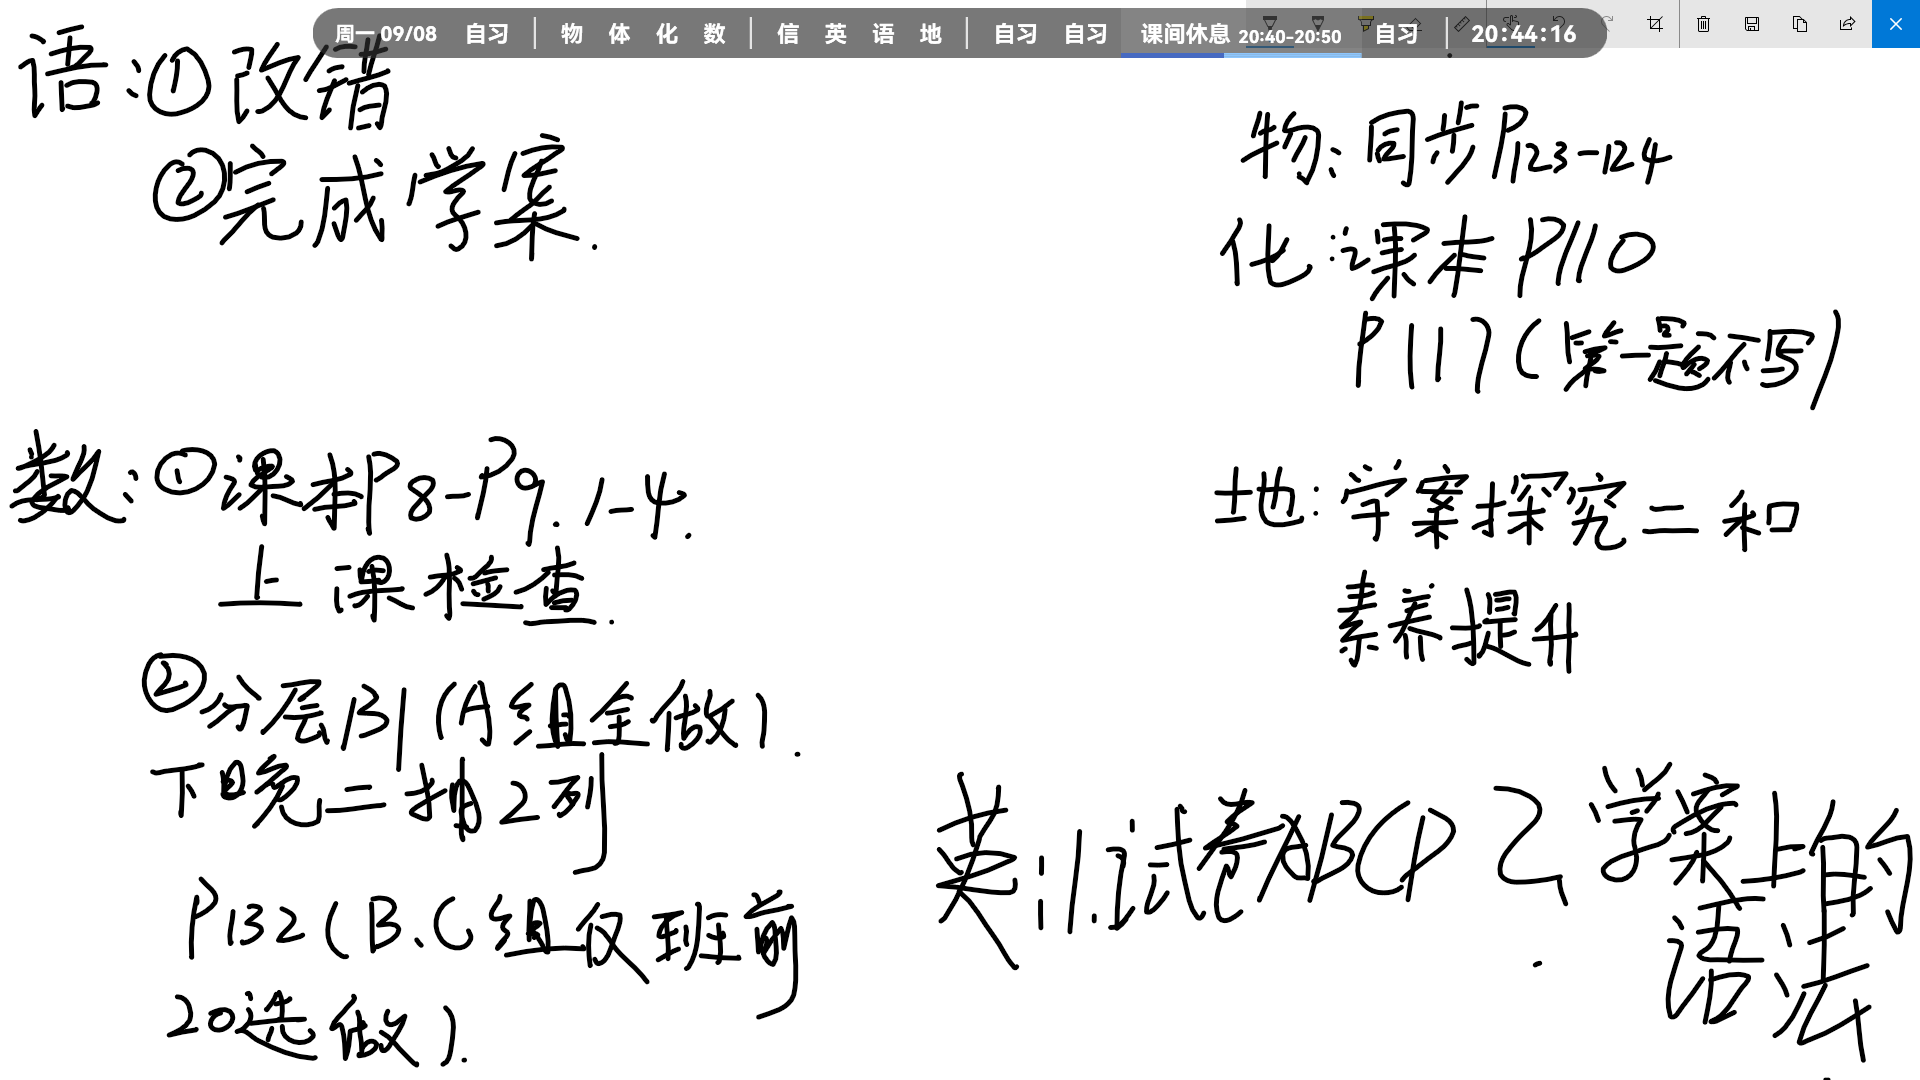 周一 09/08 自习 | 物 体 化 数 | 信 英 语 地 | 自习 自习 课间休息 20:40-20:50 自习 | 20:44:16
语:①改错
②完成学案.
数:①课本P8-P9.1-4.
上课检查.
②分层B1(A组全做).
下日晚二抽2列
P132(B、C组仅班前
20选做).
物:同步P123-124
化:课本P110
P117(第一题不写)
地:学案探究二和
素养提升
英:1.试卷ABCD 2.学案上的
语法